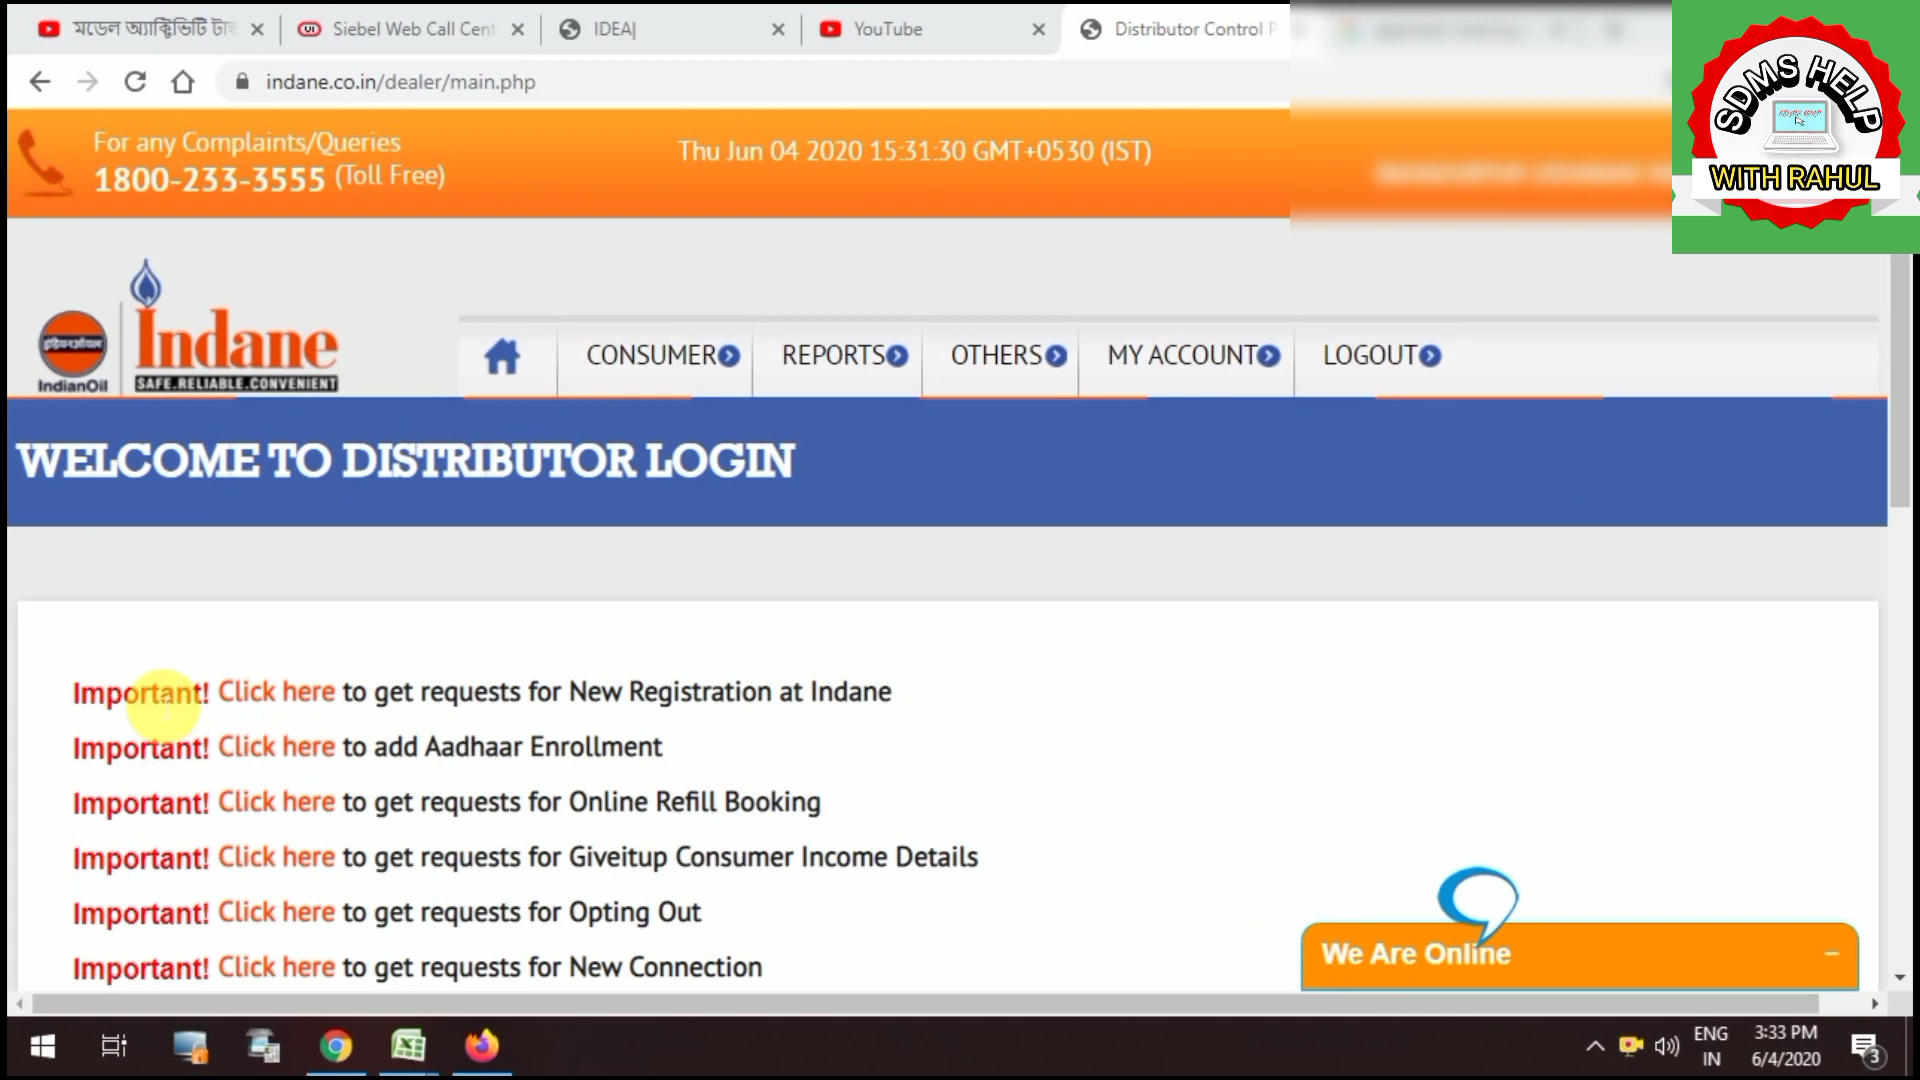 মডেল অ্যাক্টিভিটি টাস্
Siebel Web Call Cent
IDEA|
YouTube
Distributor Control P
indane.co.in/dealer/main.php
SDMS HELP
WITH RAHUL
For any Complaints/Queries
1800-233-3555 (Toll Free)
Thu Jun 04 2020 15:31:30 GMT+0530 (IST)
इंडियनऑयल
IndianOil
Indane
SAFE.RELIABLE.CONVENIENT
CONSUMER
REPORTS
OTHERS
MY ACCOUNT
LOGOUT
WELCOME TO DISTRIBUTOR LOGIN
Important! Click here to get requests for New Registration at Indane
Important! Click here to add Aadhaar Enrollment
Important! Click here to get requests for Online Refill Booking
Important! Click here to get requests for Giveitup Consumer Income Details
Important! Click here to get requests for Opting Out
Important! Click here to get requests for New Connection
We Are Online
ENG
IN
3:33 PM
6/4/2020
3